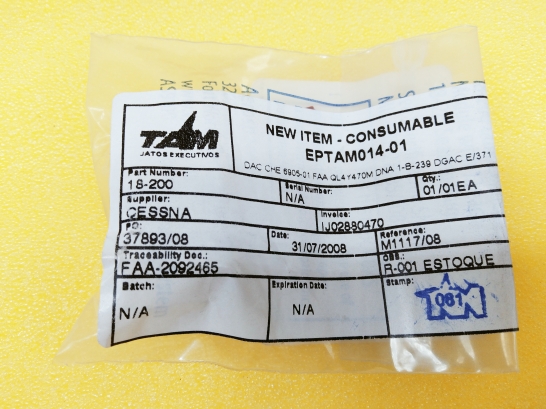 TAM
JATOS EXECUTIVOS
NEW ITEM - CONSUMABLE
EPTAM014-01
DAC CHE 6905-01 FAA QL4Y470M DNA 1-B-239 DGAC E/371
Part Number:
18-200
Serial Number:
N/A
Qty.:
01/01EA
Supplier:
CESSNA
Invoice:
IJ02880470
PO:
37893/08
Date:
31/07/2008
Reference:
M1117/08
Traceability Doc.:
FAA-2092465
OBS.:
R-001 ESTOQUE
Batch:
N/A
Expiration Date:
N/A
Stamp:
061